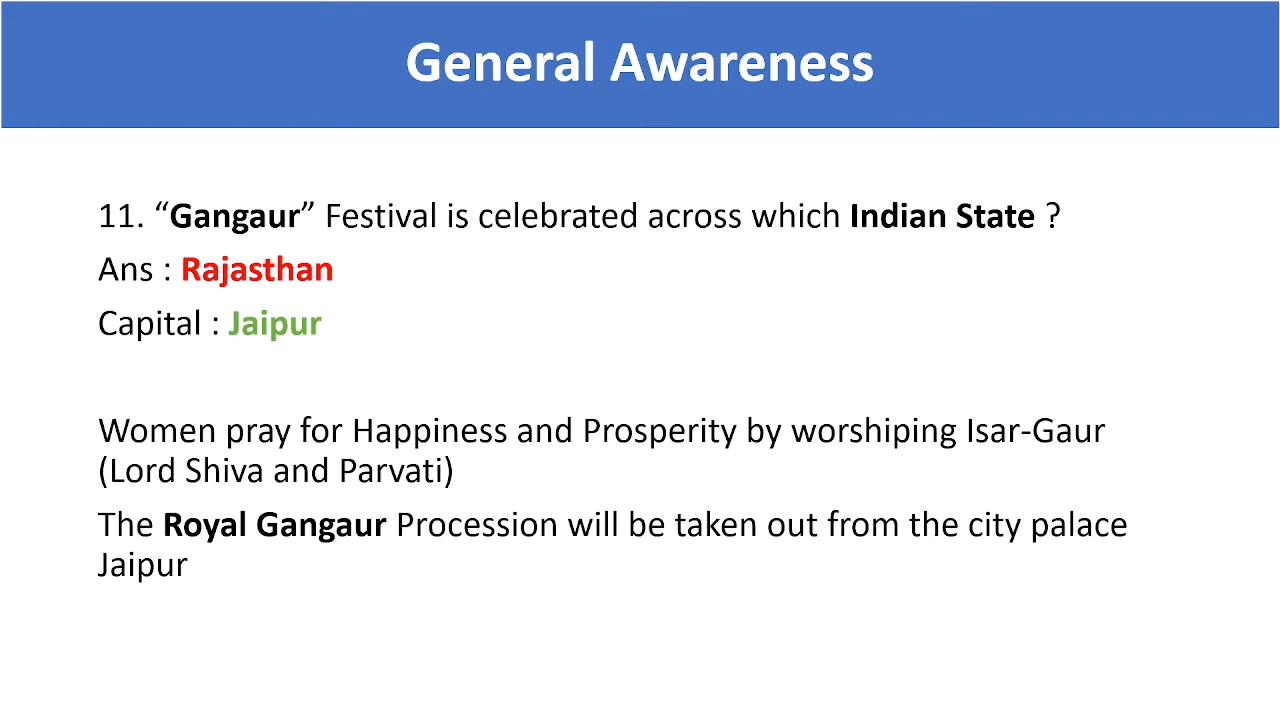 General Awareness
11. “Gangaur” Festival is celebrated across which Indian State ?
Ans : Rajasthan
Capital : Jaipur
Women pray for Happiness and Prosperity by worshiping Isar-Gaur
(Lord Shiva and Parvati)
The Royal Gangaur Procession will be taken out from the city palace
Jaipur